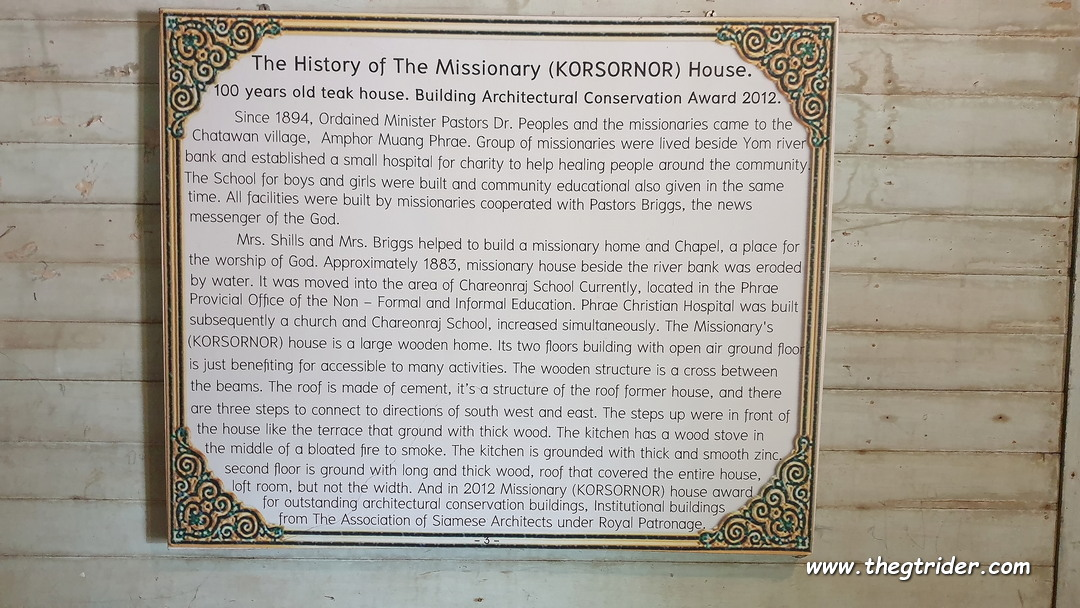 The History of The Missionary (KORSORNOR) House.
100 years old teak house. Building Architectural Conservation Award 2012.
Since 1894, Ordained Minister Pastors Dr. Peoples and the missionaries came to the
Chatawan village, Amphor Muang Phrae. Group of missionaries were lived beside Yom river
bank and established a small hospital for charity to help healing people around the community.
The School for boys and girls were built and community educational also given in the same
time. All facilities were built by missionaries cooperated with Pastors Briggs, the news
messenger of the God.
Mrs. Shills and Mrs. Briggs helped to build a missionary home and Chapel, a place for
the worship of God. Approximately 1883, missionary house beside the river bank was eroded
by water. It was moved into the area of Chareonraj School Currently, located in the Phrae
Provicial Office of the Non – Formal and Informal Education. Phrae Christian Hospital was built
subsequently a church and Chareonraj School, increased simultaneously. The Missionary's
(KORSORNOR) house is a large wooden home. Its two floors building with open air ground floor
is just benefiting for accessible to many activities. The wooden structure is a cross between
the beams. The roof is made of cement, it's a structure of the roof former house, and there
are three steps to connect to directions of south west and east. The steps up were in front of
the house like the terrace that ground with thick wood. The kitchen has a wood stove in
the middle of a bloated fire to smoke. The kitchen is grounded with thick and smooth zinc.
second floor is ground with long and thick wood, roof that covered the entire house,
loft room, but not the width. And in 2012 Missionary (KORSORNOR) house award
for outstanding architectural conservation buildings, Institutional buildings
from The Association of Siamese Architects under Royal Patronage.
- 3 -
www.thegtrider.com